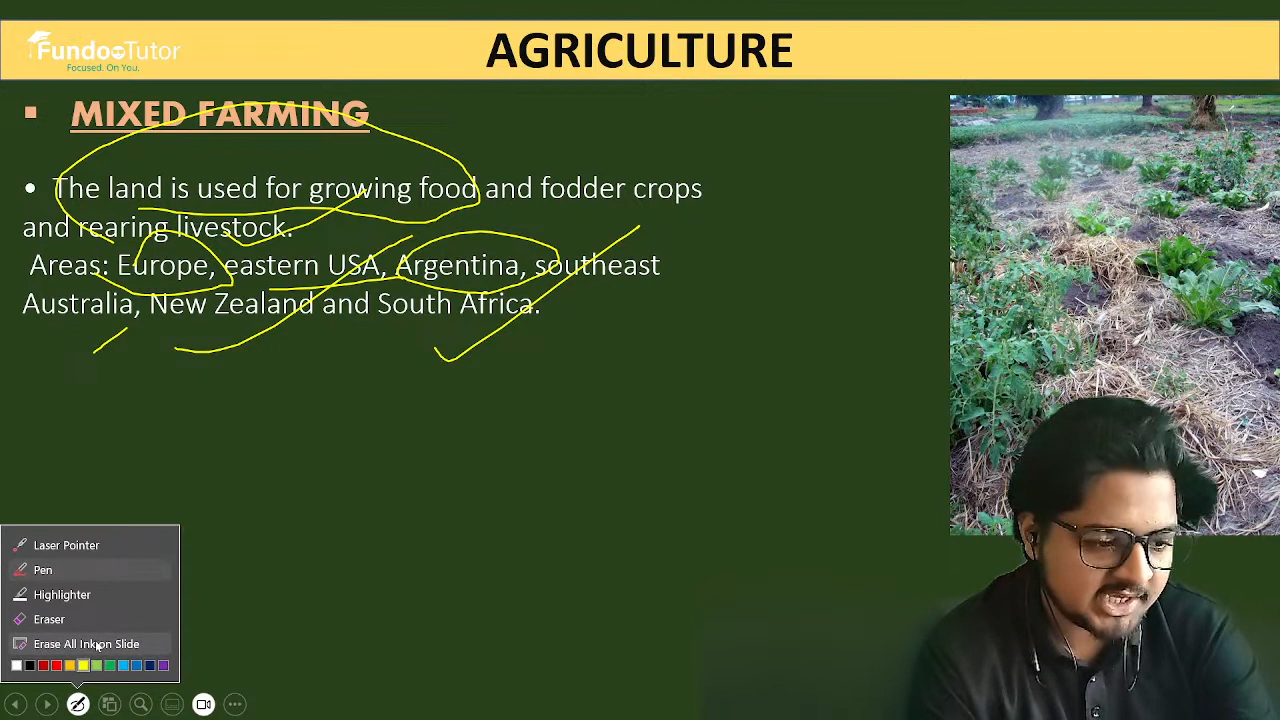 FundooTutor
Focused. On You.
AGRICULTURE
▪ MIXED FARMING
• The land is used for growing food and fodder crops
and rearing livestock.
Areas: Europe, eastern USA, Argentina, southeast
Australia, New Zealand and South Africa.
Laser Pointer
Pen
Highlighter
Eraser
Erase All Ink on Slide